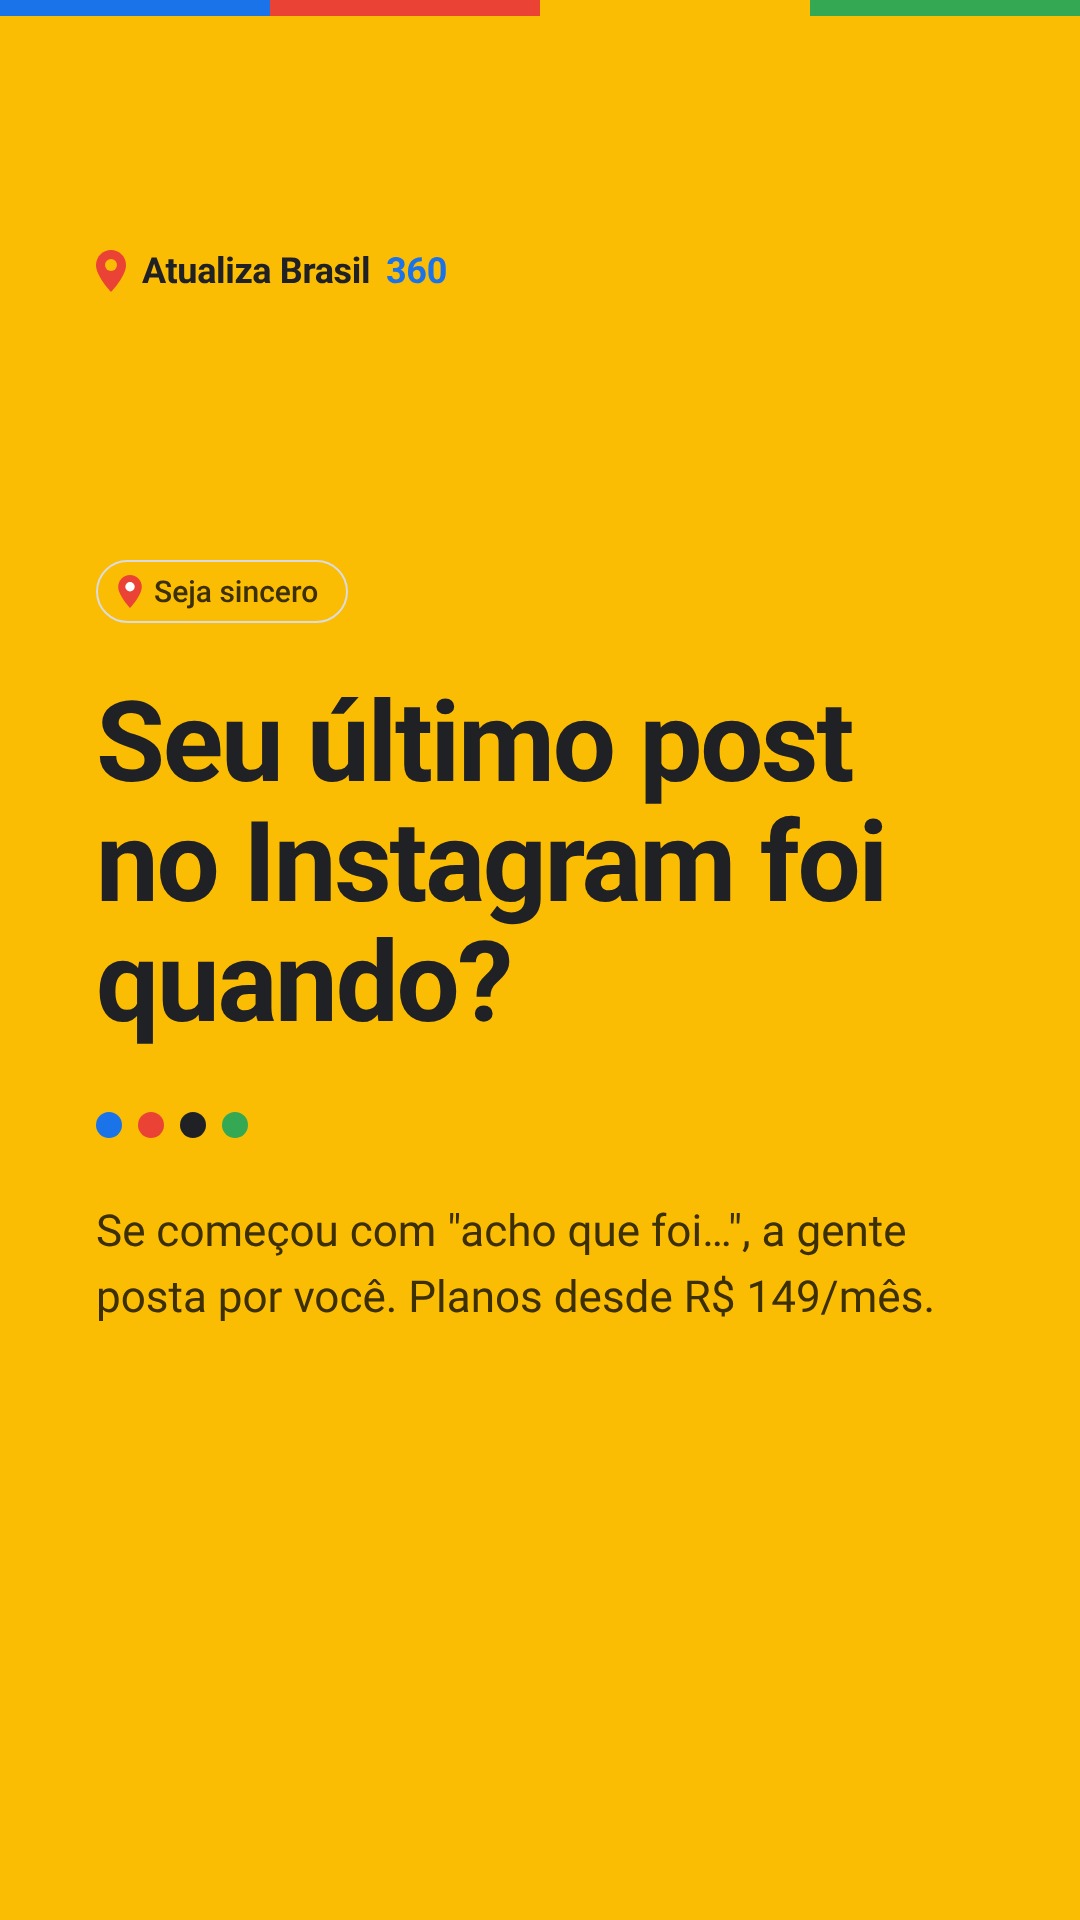 Atualiza Brasil 360
Seja sincero
Seu último post
no Instagram foi
quando?
Se começou com "acho que foi…", a gente
posta por você. Planos desde R$ 149/mês.